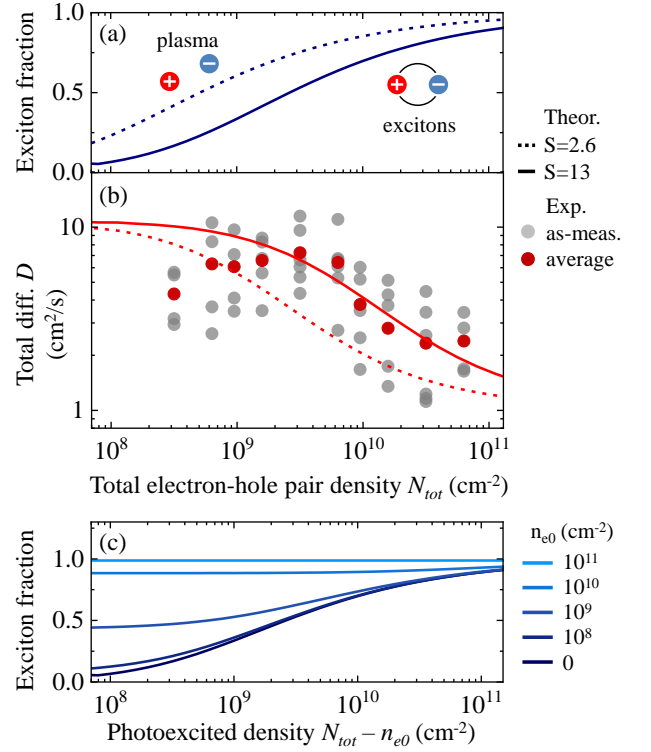 (a)
plasma
+
−
+
−
excitons
Exciton fraction
1.0
0.5
0.0
Theor.
S=2.6
S=13
Exp.
as-meas.
average
(b)
Total diff. D
(cm²/s)
10
1
10⁸ 10⁹ 10¹⁰ 10¹¹
Total electron-hole pair density N_tot (cm⁻²)
(c)
Exciton fraction
1.0
0.5
0.0
10⁸ 10⁹ 10¹⁰ 10¹¹
Photoexcited density N_tot − n_e0 (cm⁻²)
n_e0 (cm⁻²)
10¹¹
10¹⁰
10⁹
10⁸
0